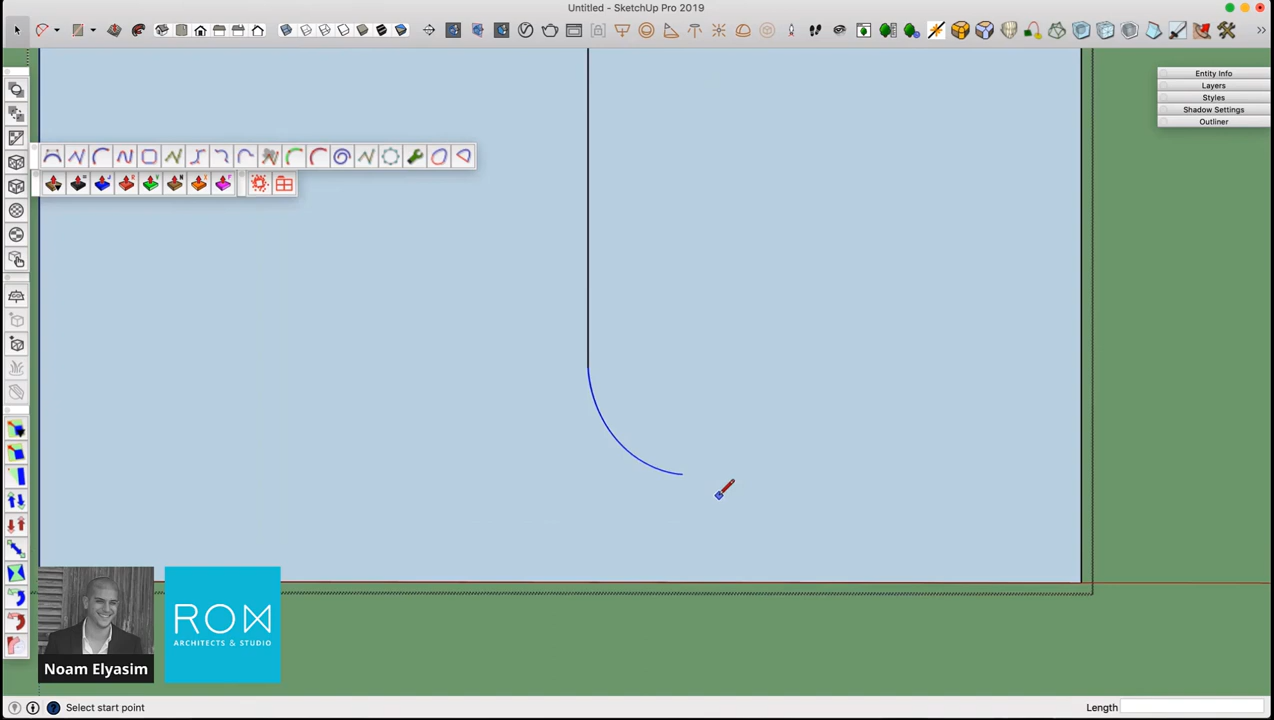 Untitled - SketchUp Pro 2019
Entity Info
Layers
Styles
Shadow Settings
Outliner
ROM
ARCHITECTS & STUDIO
Noam Elyasim
Select start point
Length